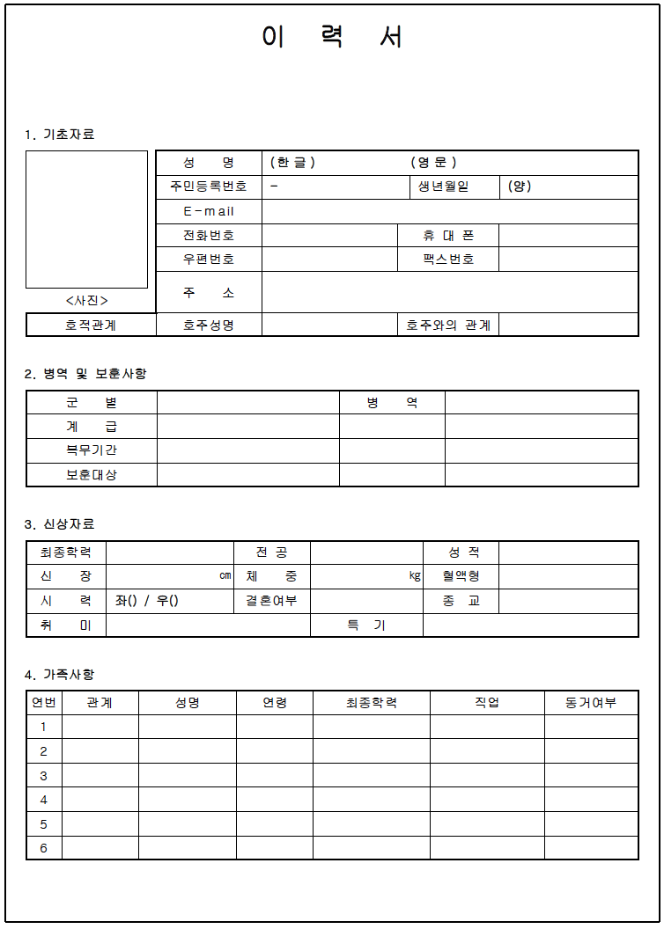 이 력 서
1. 기초자료
성 명 (한글) (영문)
주민등록번호 - 생년월일 (양)
E-mail
전화번호 휴 대 폰
우편번호 팩스번호
주 소
<사진>
호적관계 호주성명 호주와의 관계
2. 병역 및 보훈사항
군 별 병 역
계 급
복무기간
보훈대상
3. 신상자료
최종학력 전 공 성 적
신 장 ㎝ 체 중 ㎏ 혈액형
시 력 좌() / 우() 결혼여부 종 교
취 미 특 기
4. 가족사항
연번 관계 성명 연령 최종학력 직업 동거여부
1
2
3
4
5
6